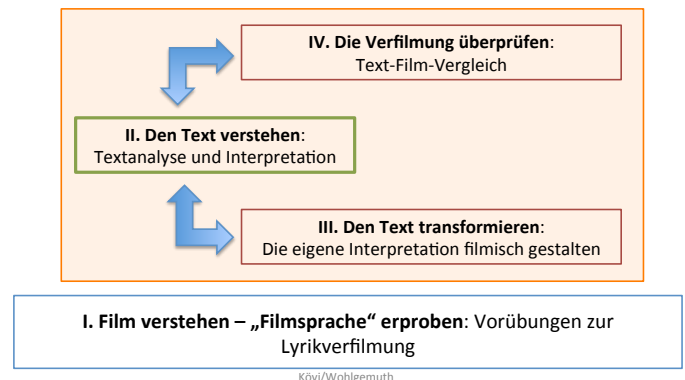 IV. Die Verfilmung überprüfen:
Text-Film-Vergleich
II. Den Text verstehen:
Textanalyse und Interpretation
III. Den Text transformieren:
Die eigene Interpretation filmisch gestalten
I. Film verstehen – „Filmsprache“ erproben: Vorübungen zur
Lyrikverfilmung
Kövi/Wohlgemuth